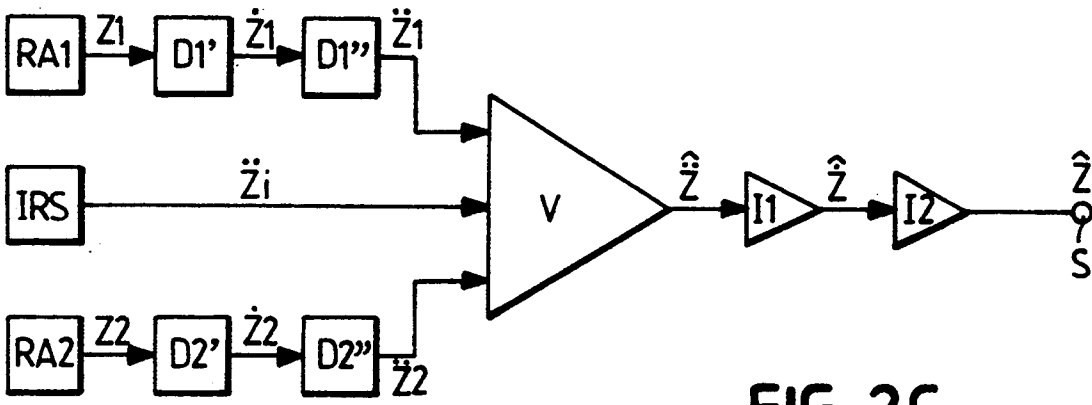 RA1 Z1 D1' Ż1 D1" Z̈1
IRS Z̈i V Z̈̂ I1 Ż̂ I2 Ẑ
S
RA2 Z2 D2' Ż2 D2" Z̈2